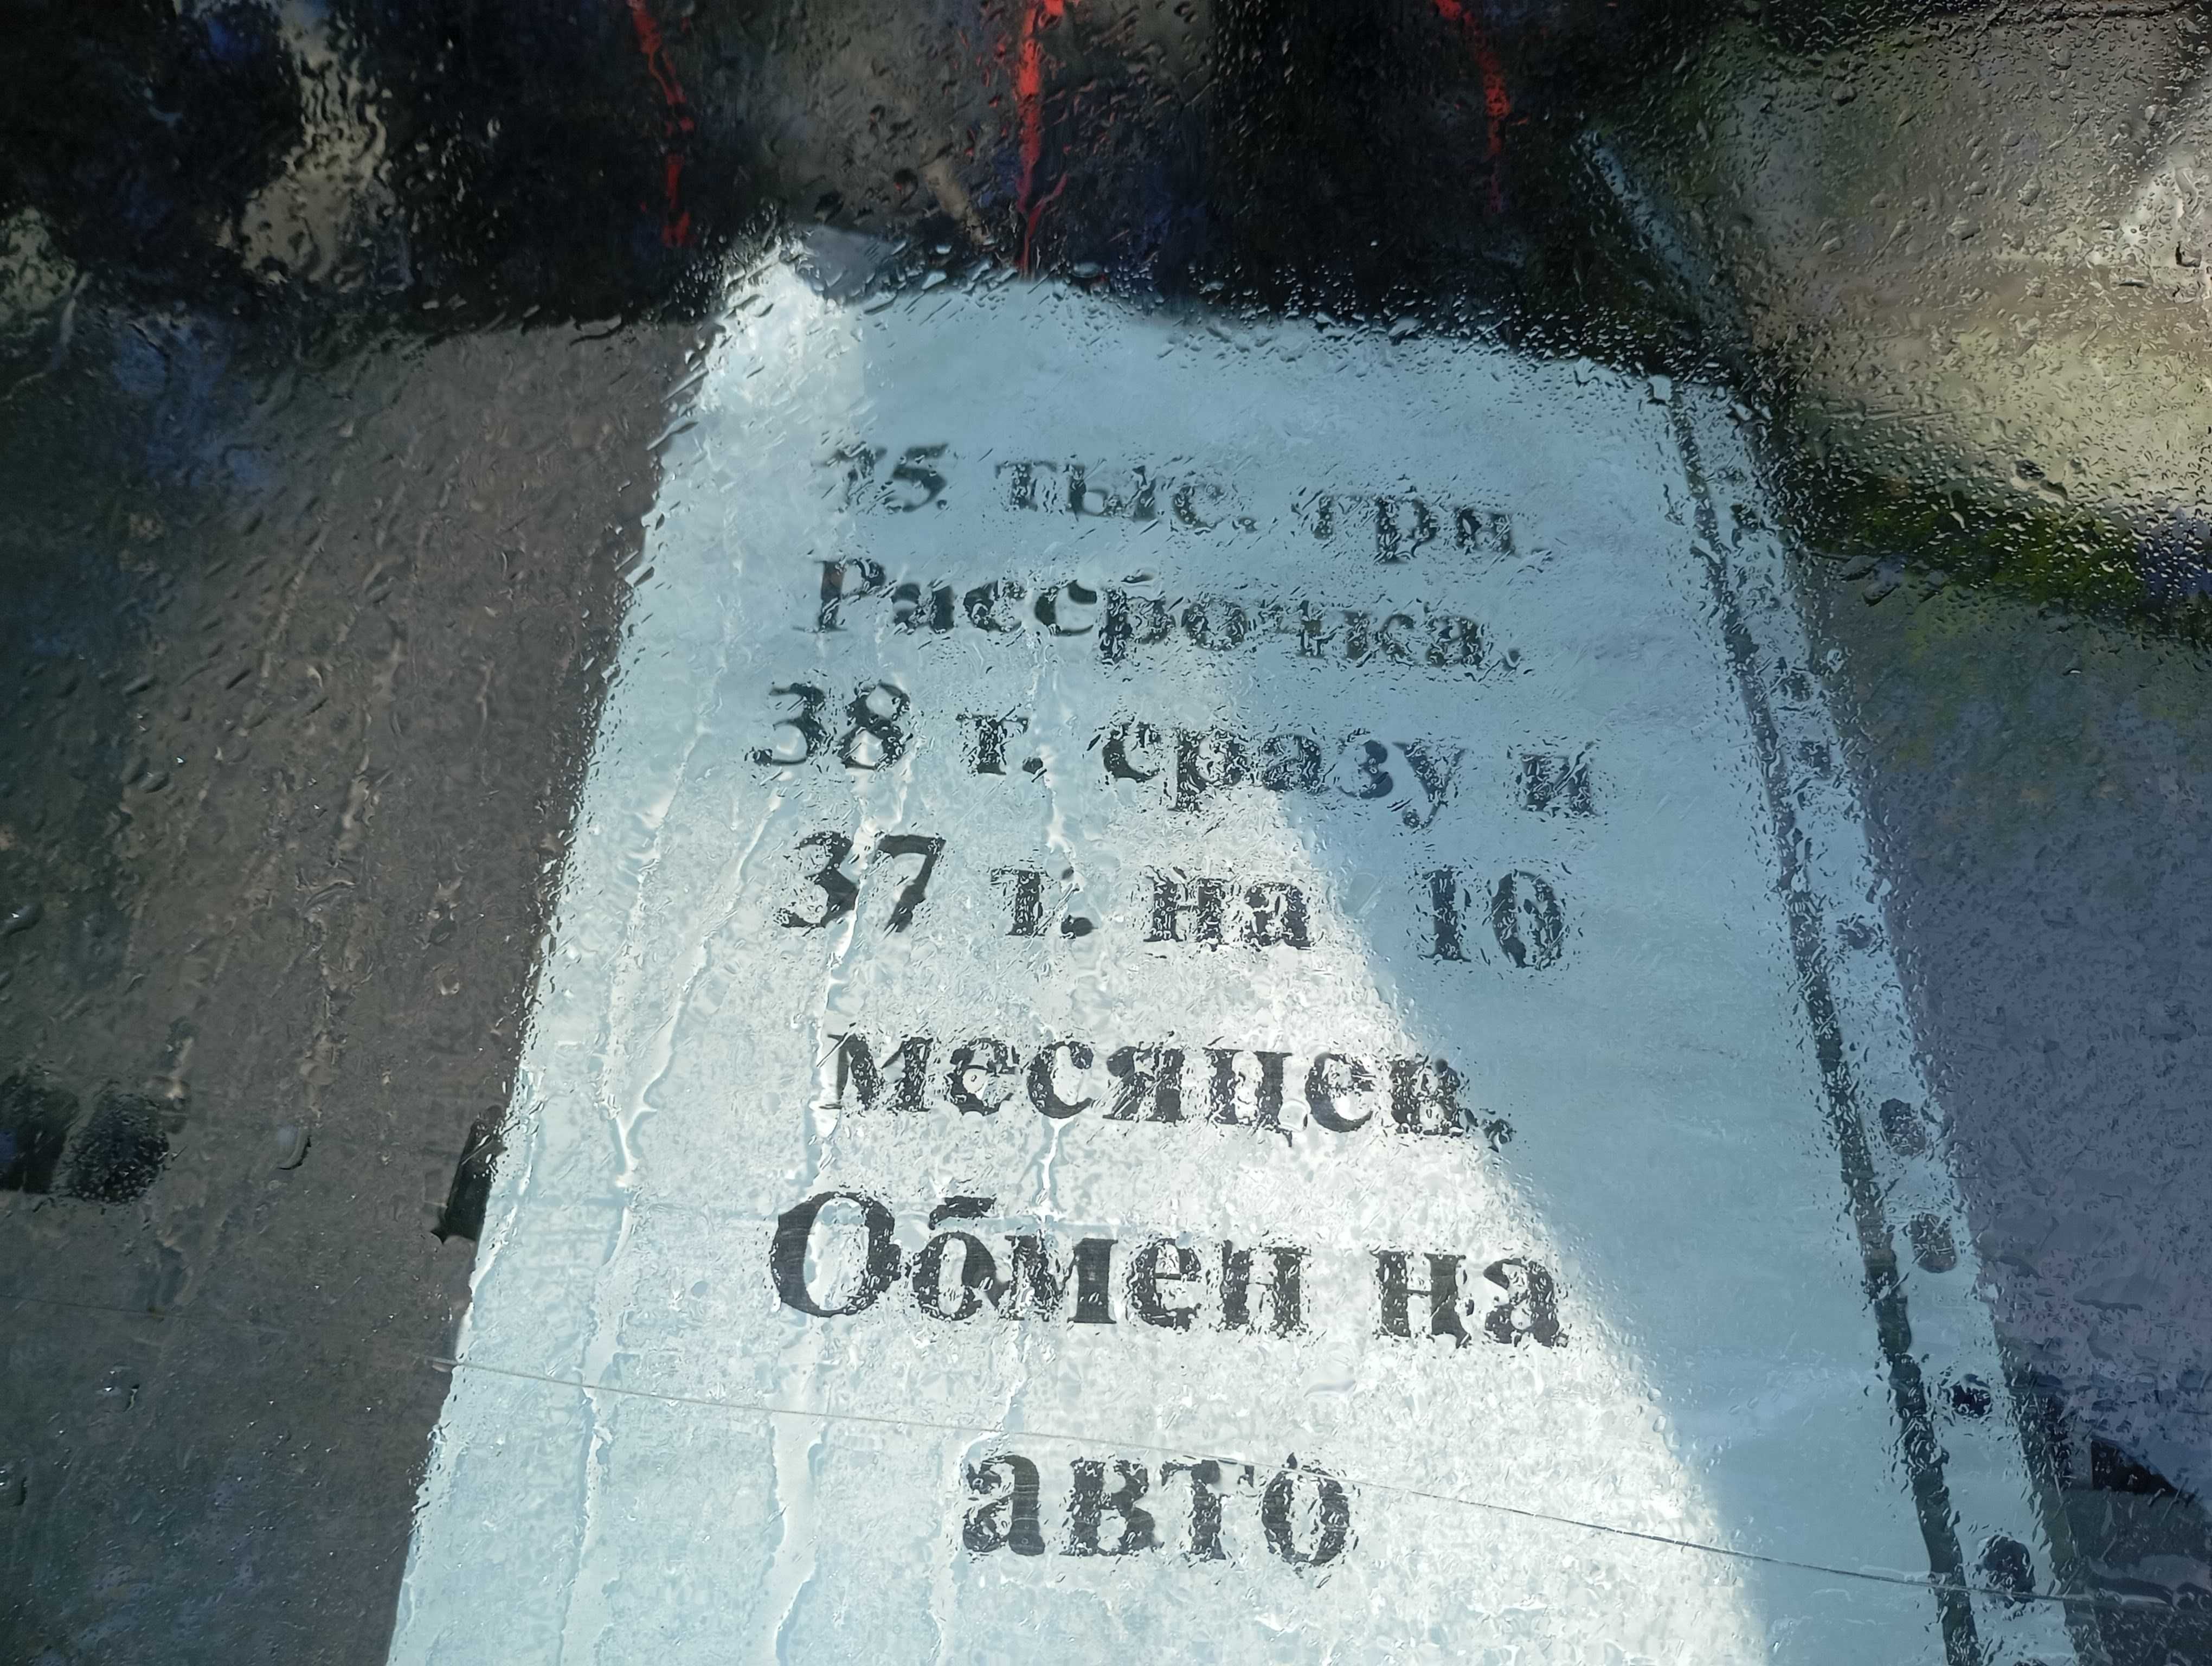 75 тыс. грн.
Рассрочка.
38 т. сразу и
37 т. на 10
месяцев.
Обмен на
авто